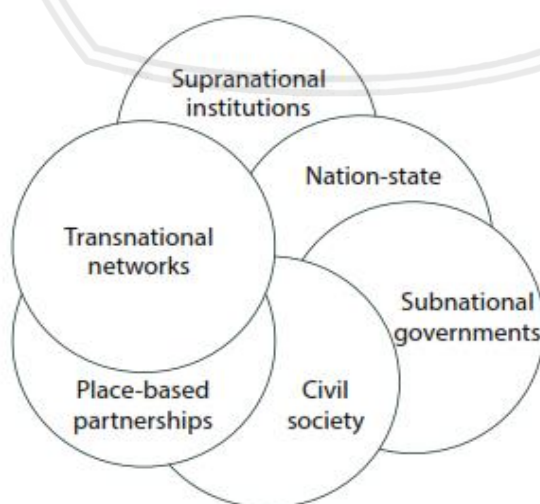 Supranational
institutions
Nation-state
Transnational
networks
Subnational
governments
Place-based
partnerships
Civil
society